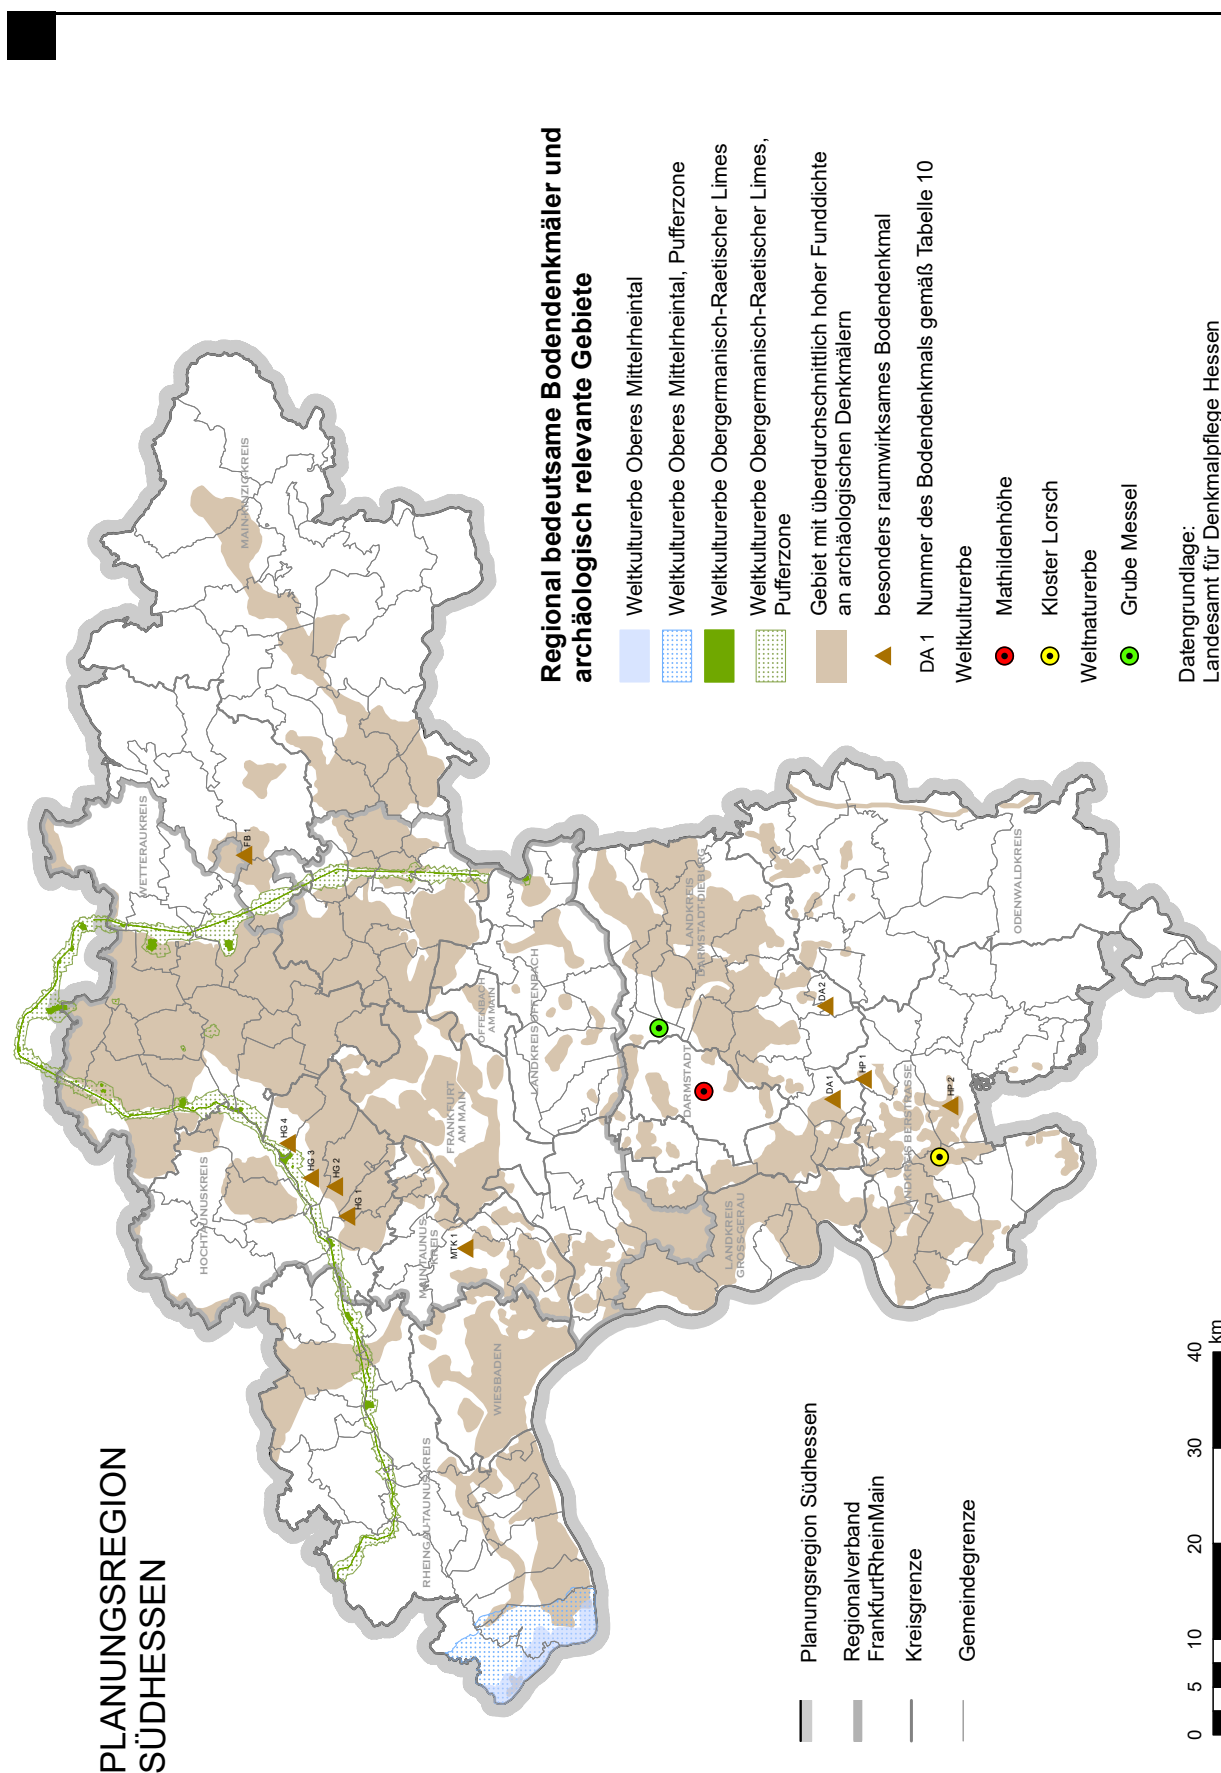 PLANUNGSREGION
SÜDHESSEN
Regional bedeutsame Bodendenkmäler und
archäologisch relevante Gebiete
Weltkulturerbe Oberes Mittelrheintal
Weltkulturerbe Oberes Mittelrheintal, Pufferzone
Weltkulturerbe Obergermanisch-Raetischer Limes
Weltkulturerbe Obergermanisch-Raetischer Limes,
Pufferzone
Gebiet mit überdurchschnittlich hoher Funddichte
an archäologischen Denkmälern
besonders raumwirksames Bodendenkmal
DA 1 Nummer des Bodendenkmals gemäß Tabelle 10
Weltkulturerbe
Mathildenhöhe
Kloster Lorsch
Weltnaturerbe
Grube Messel
Datengrundlage:
Landesamt für Denkmalpflege Hessen
Planungsregion Südhessen
Regionalverband
FrankfurtRheinMain
Kreisgrenze
Gemeindegrenze
0 5 10 20 30 40
km
MAIN-KINZIG-KREIS
WETTERAUKREIS
FB 1
HOCHTAUNUSKREIS
HG 4
HG 3
HG 2
HG 1
MAIN-TAUNUS-
KREIS
MTK 1
FRANKFURT
AM MAIN
OFFENBACH
AM MAIN
LANDKREIS OFFENBACH
RHEINGAU-TAUNUS-KREIS
WIESBADEN
LANDKREIS
GROSS-GERAU
DARMSTADT
LANDKREIS
DARMSTADT-DIEBURG
DA2
DA1
HP 1
HP 2
LANDKREIS BERGSTRASSE
ODENWALDKREIS